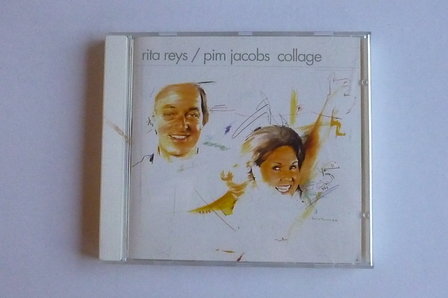 rita reys / pim jacobs collage